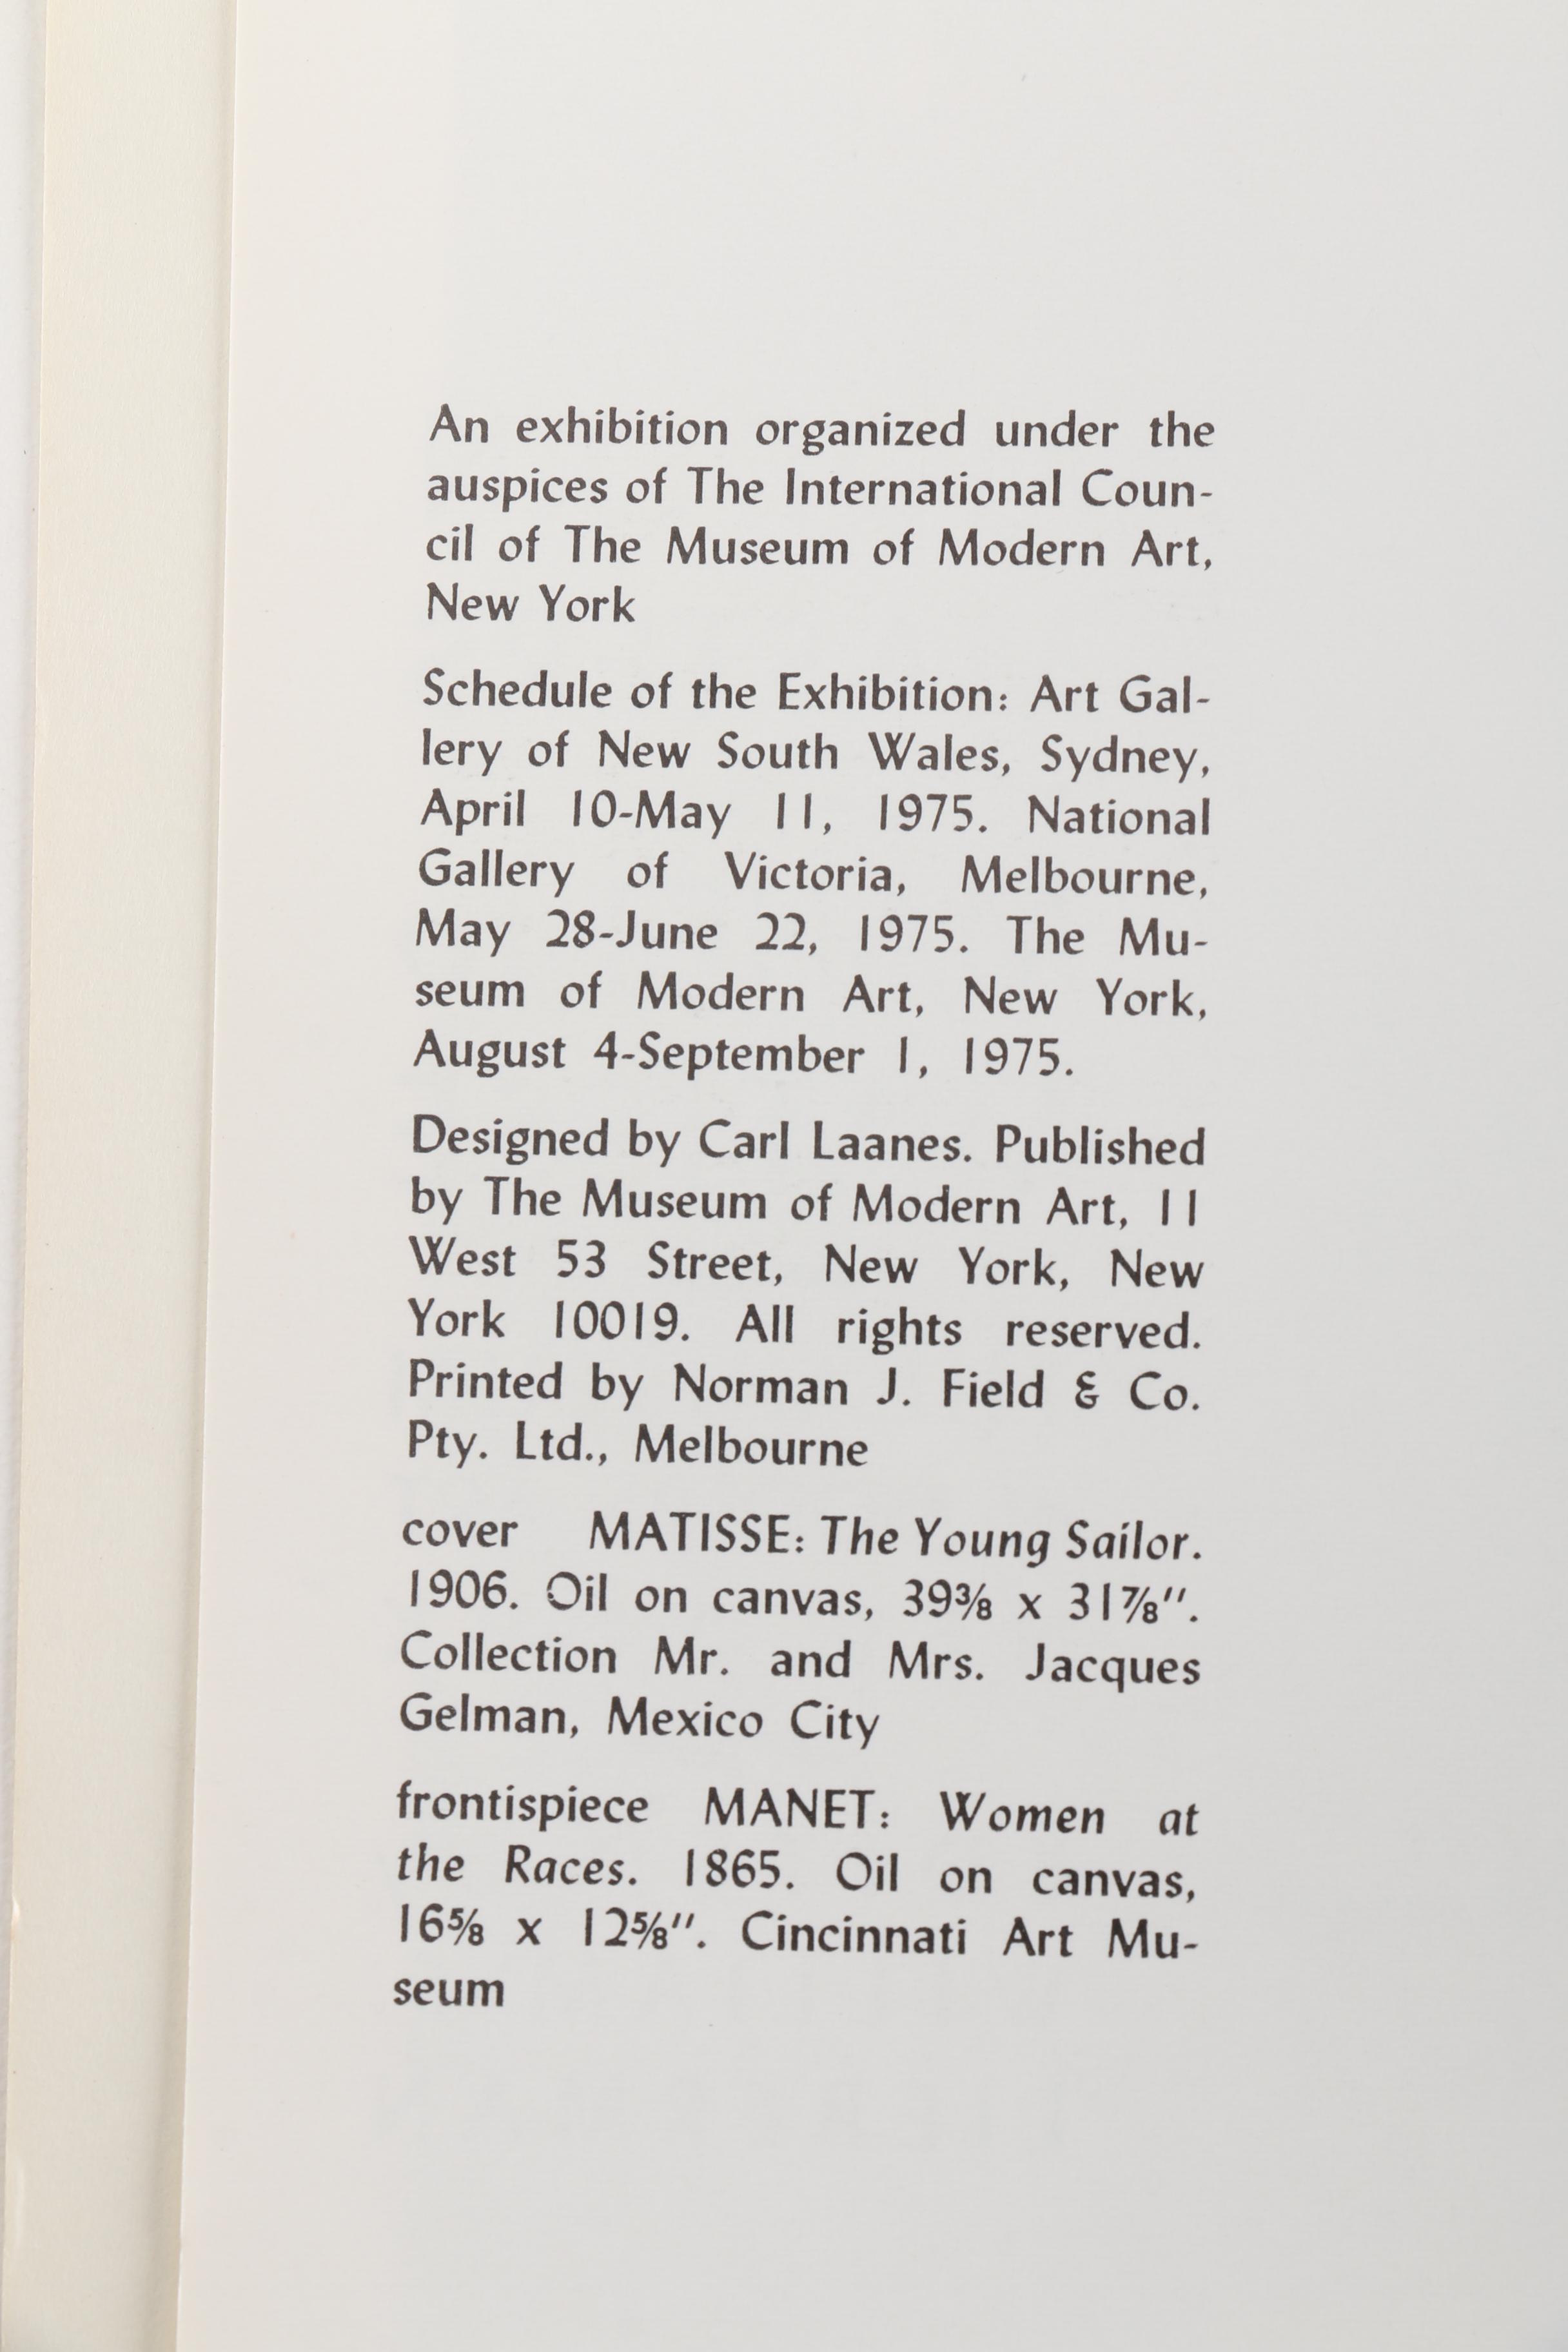 An exhibition organized under the
auspices of The International Coun-
cil of The Museum of Modern Art,
New York
Schedule of the Exhibition: Art Gal-
lery of New South Wales, Sydney,
April 10-May 11, 1975. National
Gallery of Victoria, Melbourne,
May 28-June 22, 1975. The Mu-
seum of Modern Art, New York,
August 4-September 1, 1975.
Designed by Carl Laanes. Published
by The Museum of Modern Art, 11
West 53 Street, New York, New
York 10019. All rights reserved.
Printed by Norman J. Field & Co.
Pty. Ltd., Melbourne
cover MATISSE: The Young Sailor.
1906. Oil on canvas, 39⅜ x 31⅞".
Collection Mr. and Mrs. Jacques
Gelman, Mexico City
frontispiece MANET: Women at
the Races. 1865. Oil on canvas,
16⅝ x 12⅝". Cincinnati Art Mu-
seum